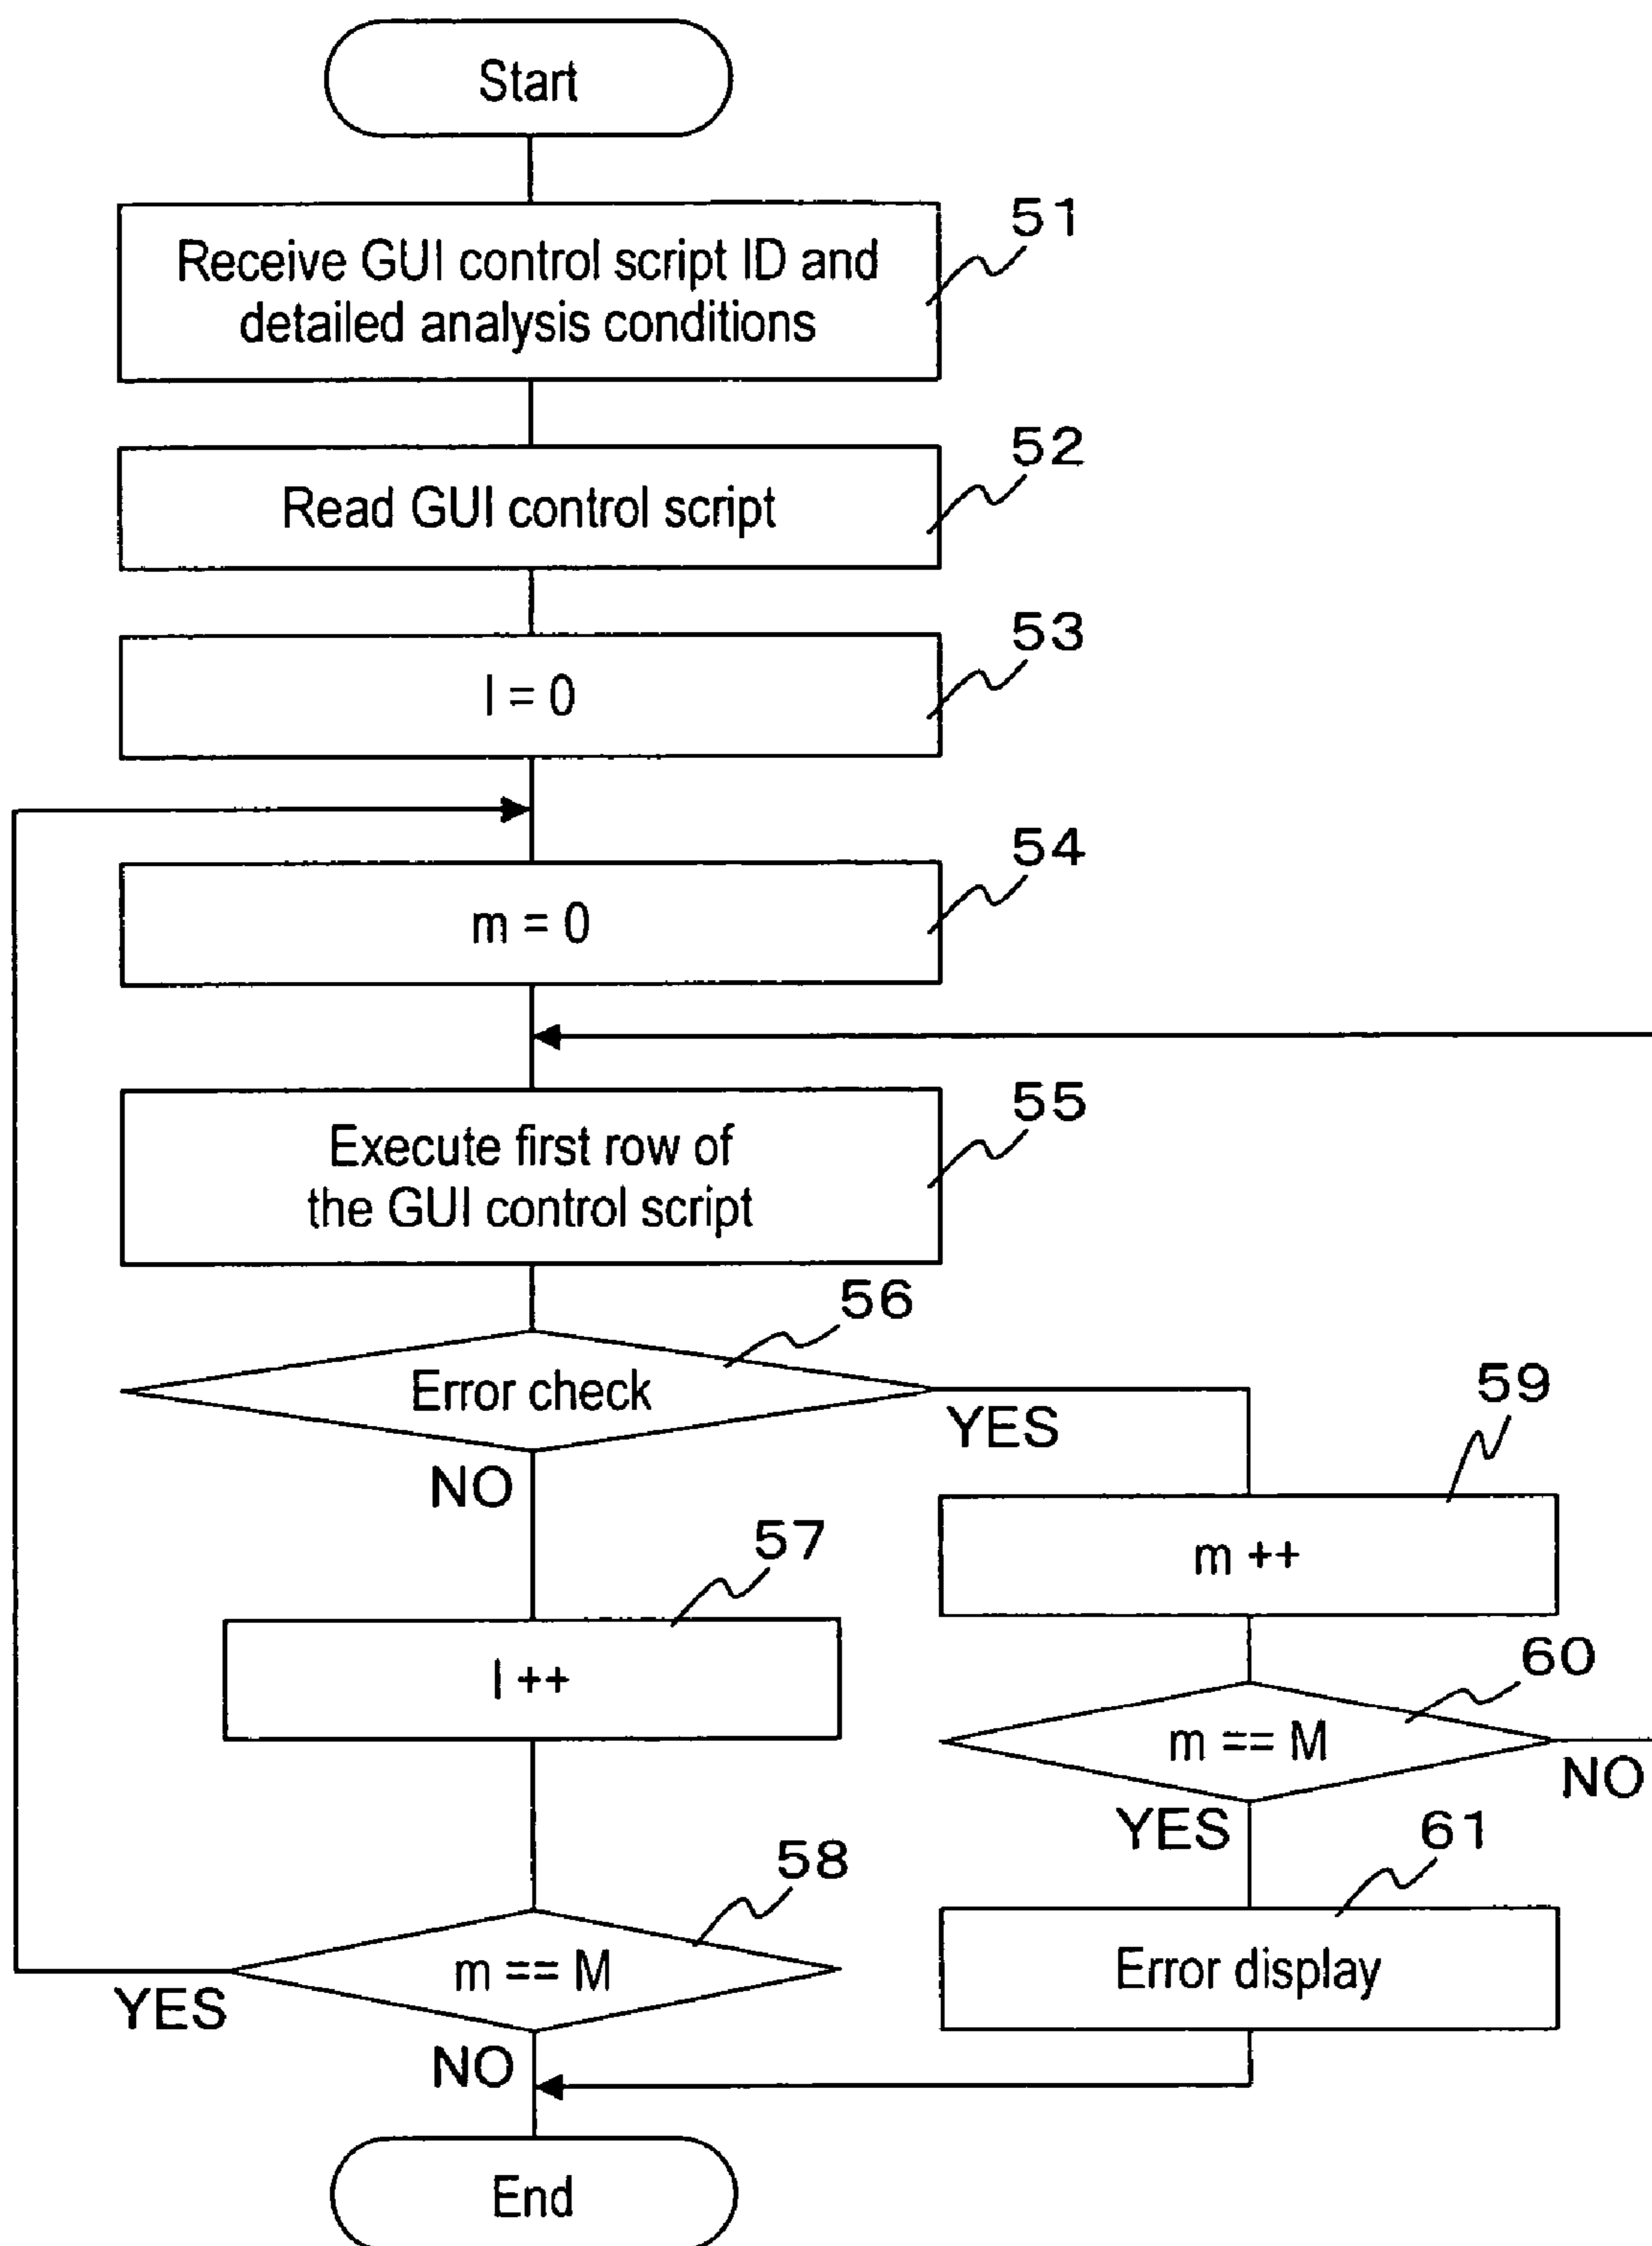 Start
51
Receive GUI control script ID and
detailed analysis conditions
52
Read GUI control script
53
l = 0
54
m = 0
55
Execute first row of
the GUI control script
56
Error check
YES
NO
59
m ++
57
l ++
60
m == M
NO
YES
61
Error display
58
m == M
YES
NO
End